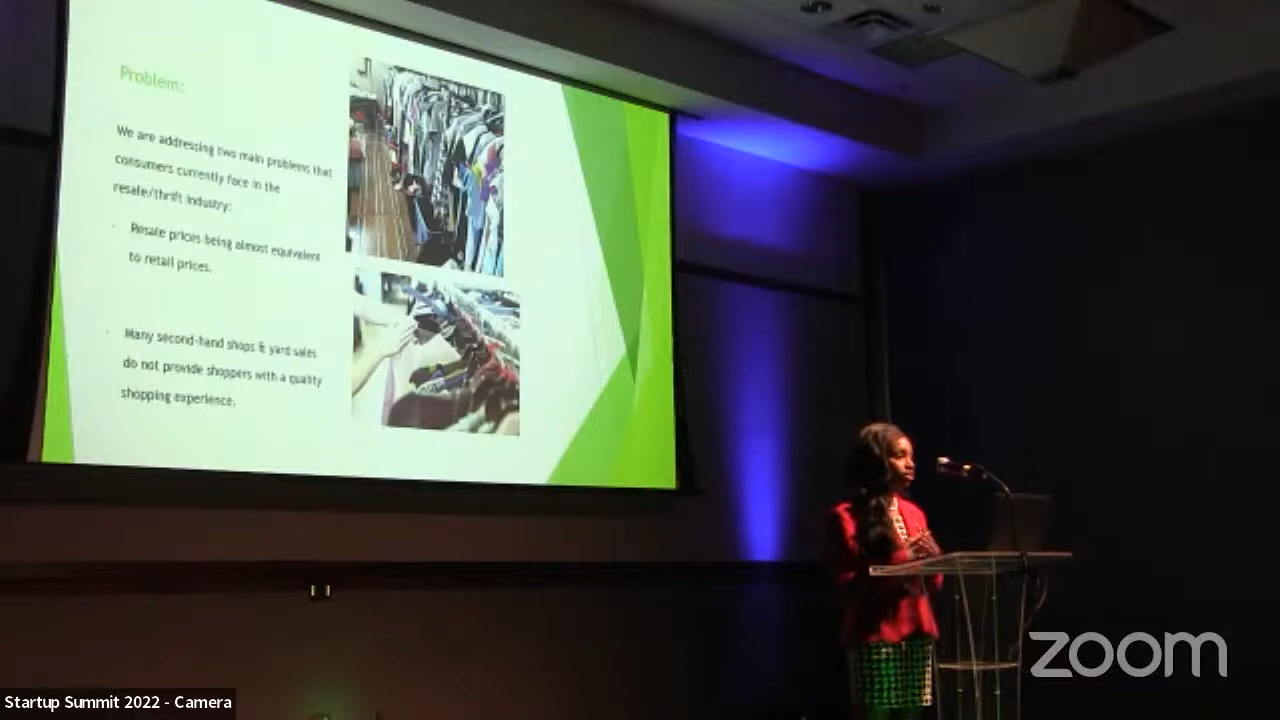 Problem:
We are addressing two main problems that
consumers currently face in the
resale/thrift industry:
Resale prices being almost equivalent
to retail prices.
Many second-hand shops & yard sales
do not provide shoppers with a quality
shopping experience.
zoom
Startup Summit 2022 - Camera